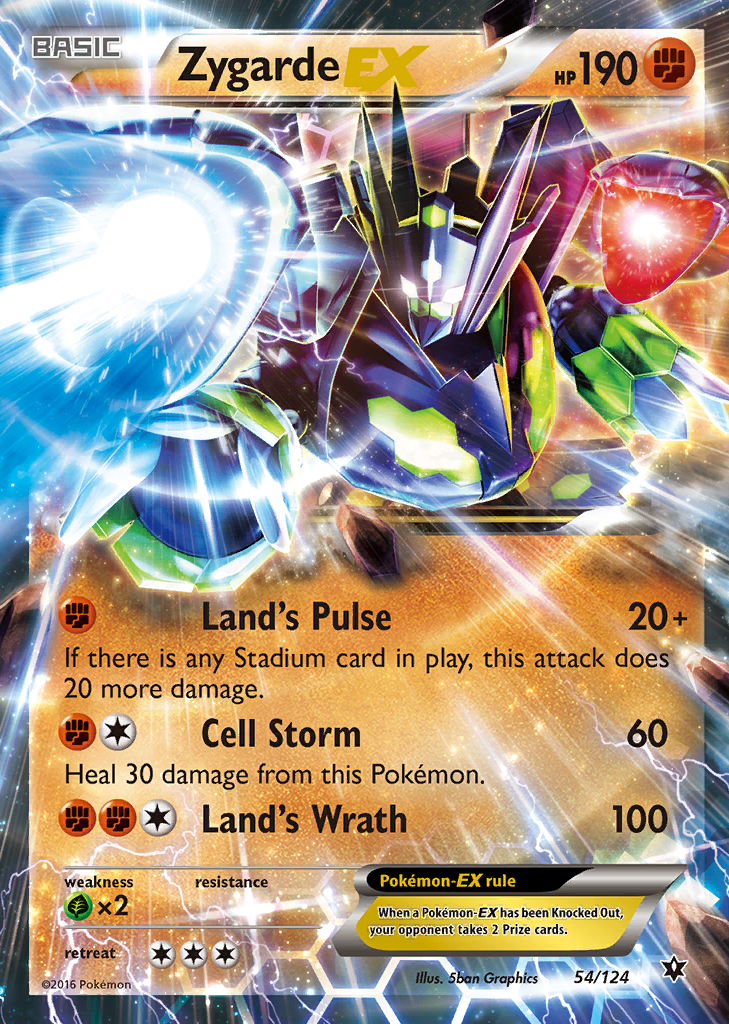 BASIC
Zygarde EX
HP 190
Land's Pulse 20+
If there is any Stadium card in play, this attack does
20 more damage.
Cell Storm 60
Heal 30 damage from this Pokémon.
Land's Wrath 100
weakness resistance
×2
retreat
Pokémon-EX rule
When a Pokémon-EX has been Knocked Out,
your opponent takes 2 Prize cards.
©2016 Pokémon
Illus. 5ban Graphics 54/124